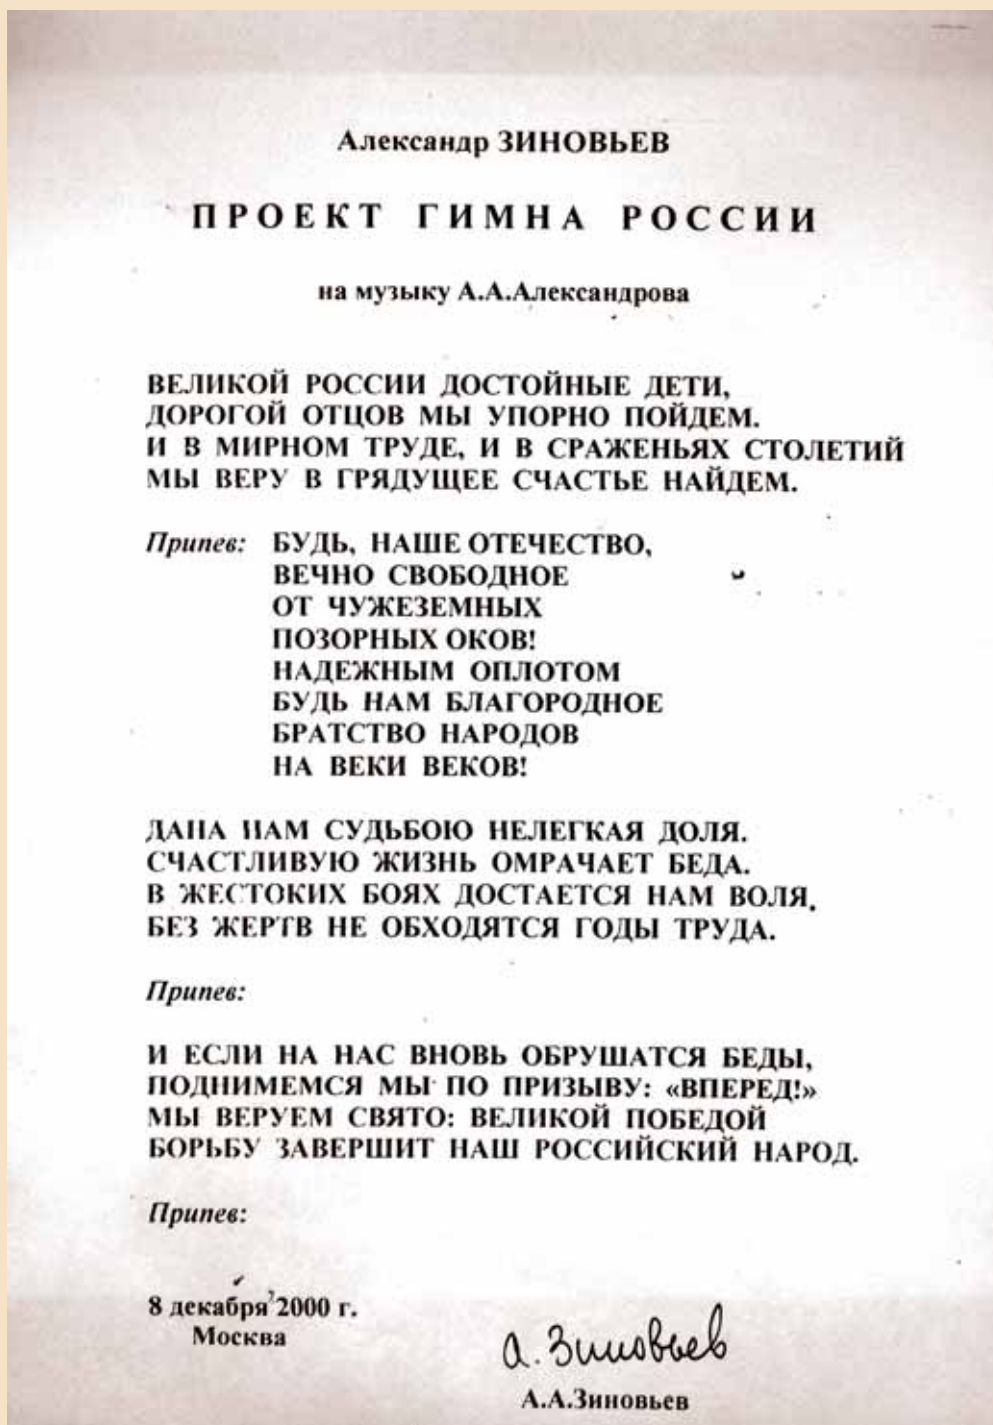 Александр ЗИНОВЬЕВ
ПРОЕКТ ГИМНА РОССИИ
на музыку А.А.Александрова
ВЕЛИКОЙ РОССИИ ДОСТОЙНЫЕ ДЕТИ,
ДОРОГОЙ ОТЦОВ МЫ УПОРНО ПОЙДЕМ.
И В МИРНОМ ТРУДЕ, И В СРАЖЕНЬЯХ СТОЛЕТИЙ
МЫ ВЕРУ В ГРЯДУЩЕЕ СЧАСТЬЕ НАЙДЕМ.
Припев: БУДЬ, НАШЕ ОТЕЧЕСТВО,
ВЕЧНО СВОБОДНОЕ
ОТ ЧУЖЕЗЕМНЫХ
ПОЗОРНЫХ ОКОВ!
НАДЕЖНЫМ ОПЛОТОМ
БУДЬ НАМ БЛАГОРОДНОЕ
БРАТСТВО НАРОДОВ
НА ВЕКИ ВЕКОВ!
ДАНА НАМ СУДЬБОЮ НЕЛЕГКАЯ ДОЛЯ.
СЧАСТЛИВУЮ ЖИЗНЬ ОМРАЧАЕТ БЕДА.
В ЖЕСТОКИХ БОЯХ ДОСТАЕТСЯ НАМ ВОЛЯ.
БЕЗ ЖЕРТВ НЕ ОБХОДЯТСЯ ГОДЫ ТРУДА.
Припев:
И ЕСЛИ НА НАС ВНОВЬ ОБРУШАТСЯ БЕДЫ,
ПОДНИМЕМСЯ МЫ ПО ПРИЗЫВУ: «ВПЕРЕД!»
МЫ ВЕРУЕМ СВЯТО: ВЕЛИКОЙ ПОБЕДОЙ
БОРЬБУ ЗАВЕРШИТ НАШ РОССИЙСКИЙ НАРОД.
Припев:
8 декабря 2000 г.
Москва
А. Зиновьев
А.А.Зиновьев